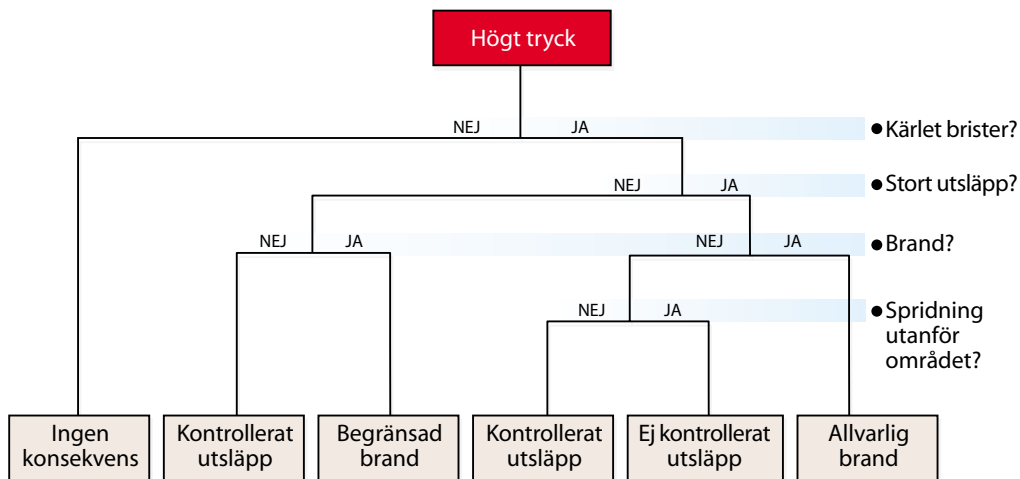 Högt tryck
NEJ JA
Kärlet brister?
NEJ JA
Stort utsläpp?
NEJ JA NEJ JA
Brand?
NEJ JA
Spridning
utanför
området?
Ingen
konsekvens
Kontrollerat
utsläpp
Begränsad
brand
Kontrollerat
utsläpp
Ej kontrollerat
utsläpp
Allvarlig
brand